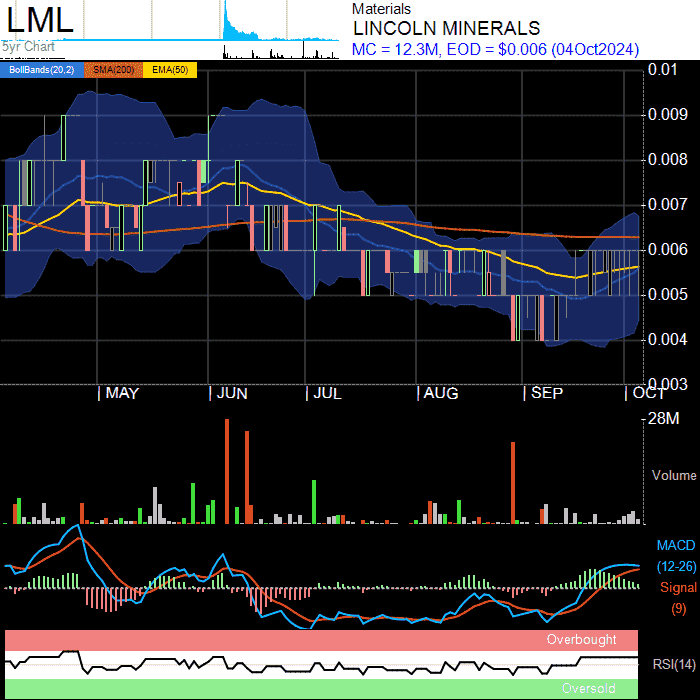 LML
5yr Chart
Materials
LINCOLN MINERALS
MC = 12.3M, EOD = $0.006 (04Oct2024)
BollBands(20,2) SMA(200) EMA(50)
0.01
0.009
0.008
0.007
0.006
0.005
0.004
0.003
MAY JUN JUL AUG SEP OCT
28M
Volume
MACD
(12-26)
Signal
(9)
Overbought
RSI(14)
Oversold